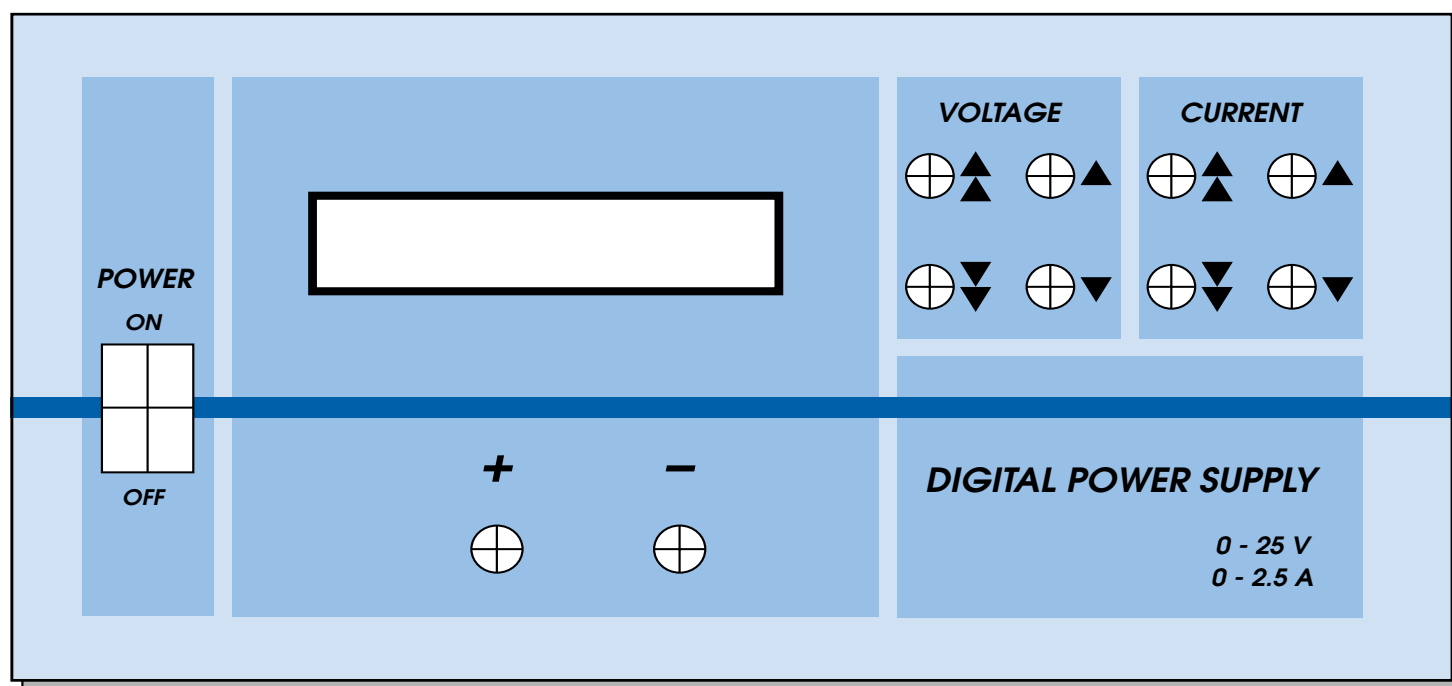 POWER
ON
OFF
+ −
VOLTAGE
CURRENT
DIGITAL POWER SUPPLY
0 - 25 V
0 - 2.5 A